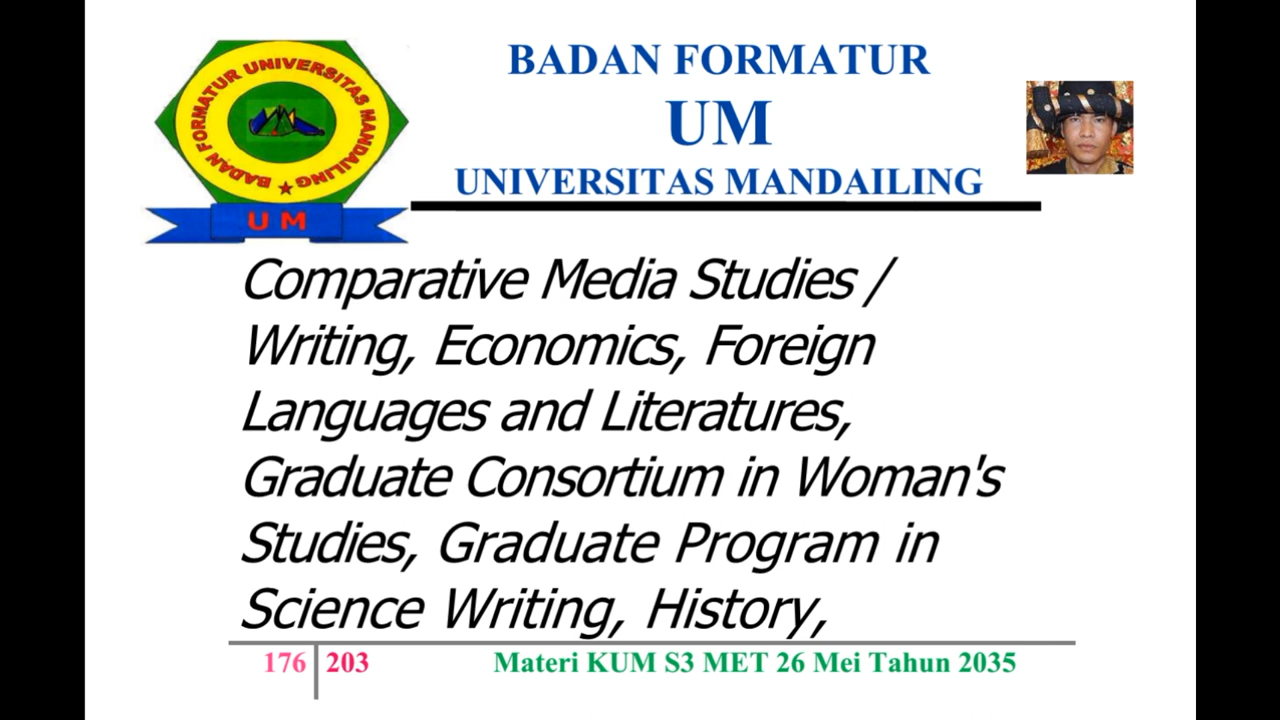 BADAN FORMATUR UNIVERSITAS MANDAILING
UM
BADAN FORMATUR
UM
UNIVERSITAS MANDAILING
Comparative Media Studies /
Writing, Economics, Foreign
Languages and Literatures,
Graduate Consortium in Woman's
Studies, Graduate Program in
Science Writing, History,
176 203 Materi KUM S3 MET 26 Mei Tahun 2035